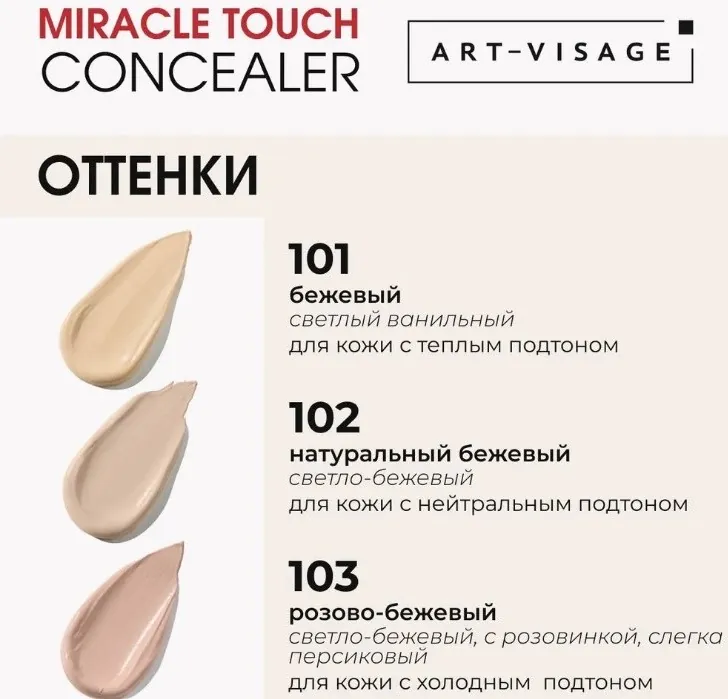 MIRACLE TOUCH
CONCEALER
ART-VISAGE
ОТТЕНКИ
101
бежевый
светлый ванильный
для кожи с теплым подтоном
102
натуральный бежевый
светло-бежевый
для кожи с нейтральным подтоном
103
розово-бежевый
светло-бежевый, с розовинкой, слегка
персиковый
для кожи с холодным подтоном